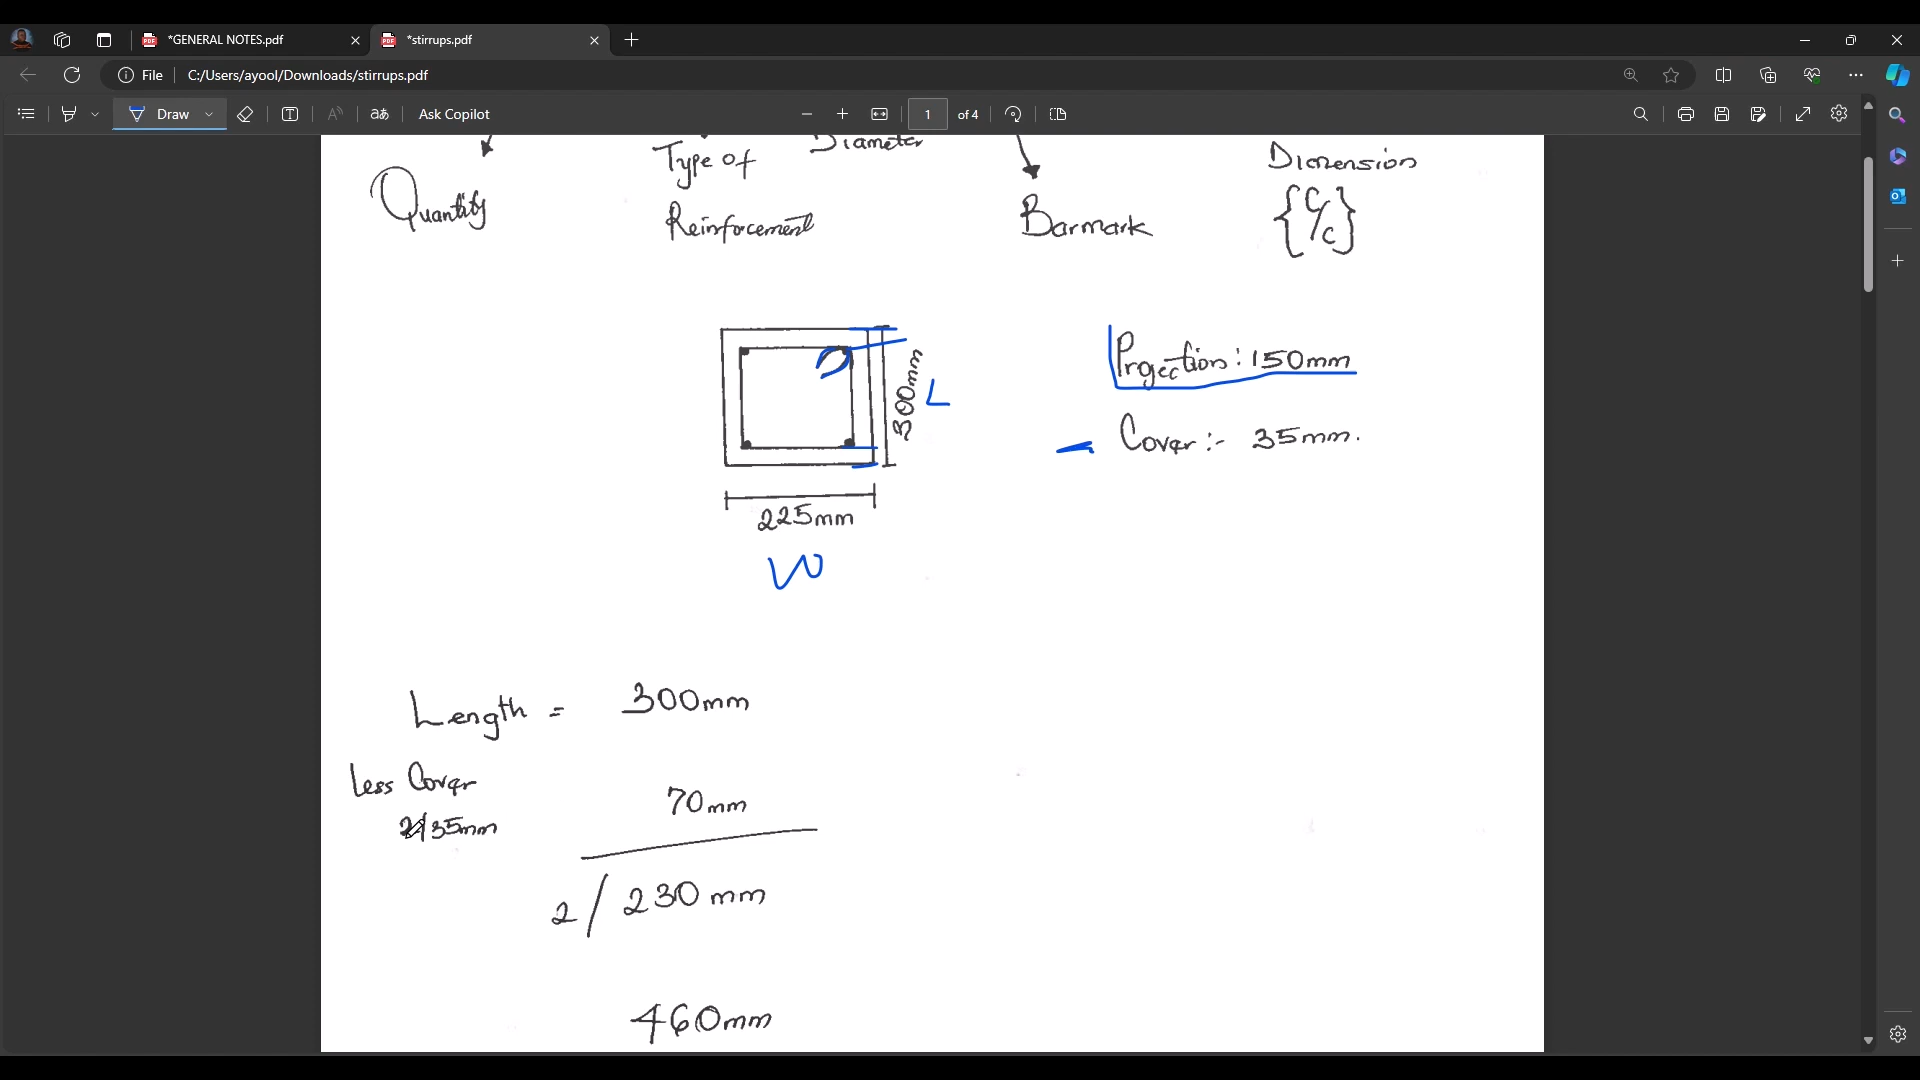 *GENERAL NOTES.pdf
*stirrups.pdf
File
C:/Users/ayool/Downloads/stirrups.pdf
Draw
Ask Copilot
1 of 4
Diameter
Type of
Reinforcement
Quantity
Barmark
Dimension
{C/c}
300mm
L
225mm
W
Projection: 150mm
Cover:- 35mm.
Length = 300mm
less Cover
2/35mm
70mm
2/ 230mm
460mm